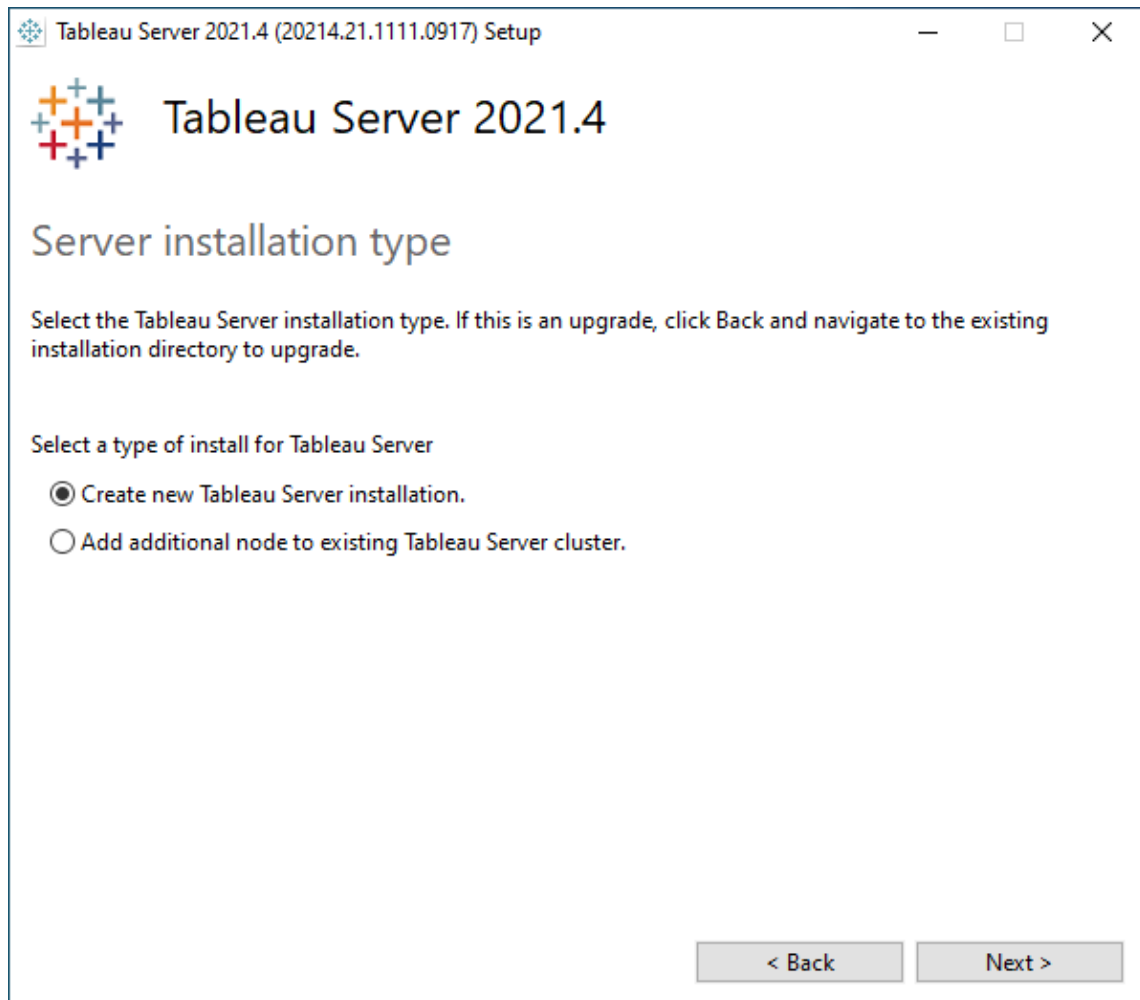 Tableau Server 2021.4 (20214.21.1111.0917) Setup
Tableau Server 2021.4
Server installation type
Select the Tableau Server installation type. If this is an upgrade, click Back and navigate to the existing
installation directory to upgrade.
Select a type of install for Tableau Server
Create new Tableau Server installation.
Add additional node to existing Tableau Server cluster.
< Back
Next >